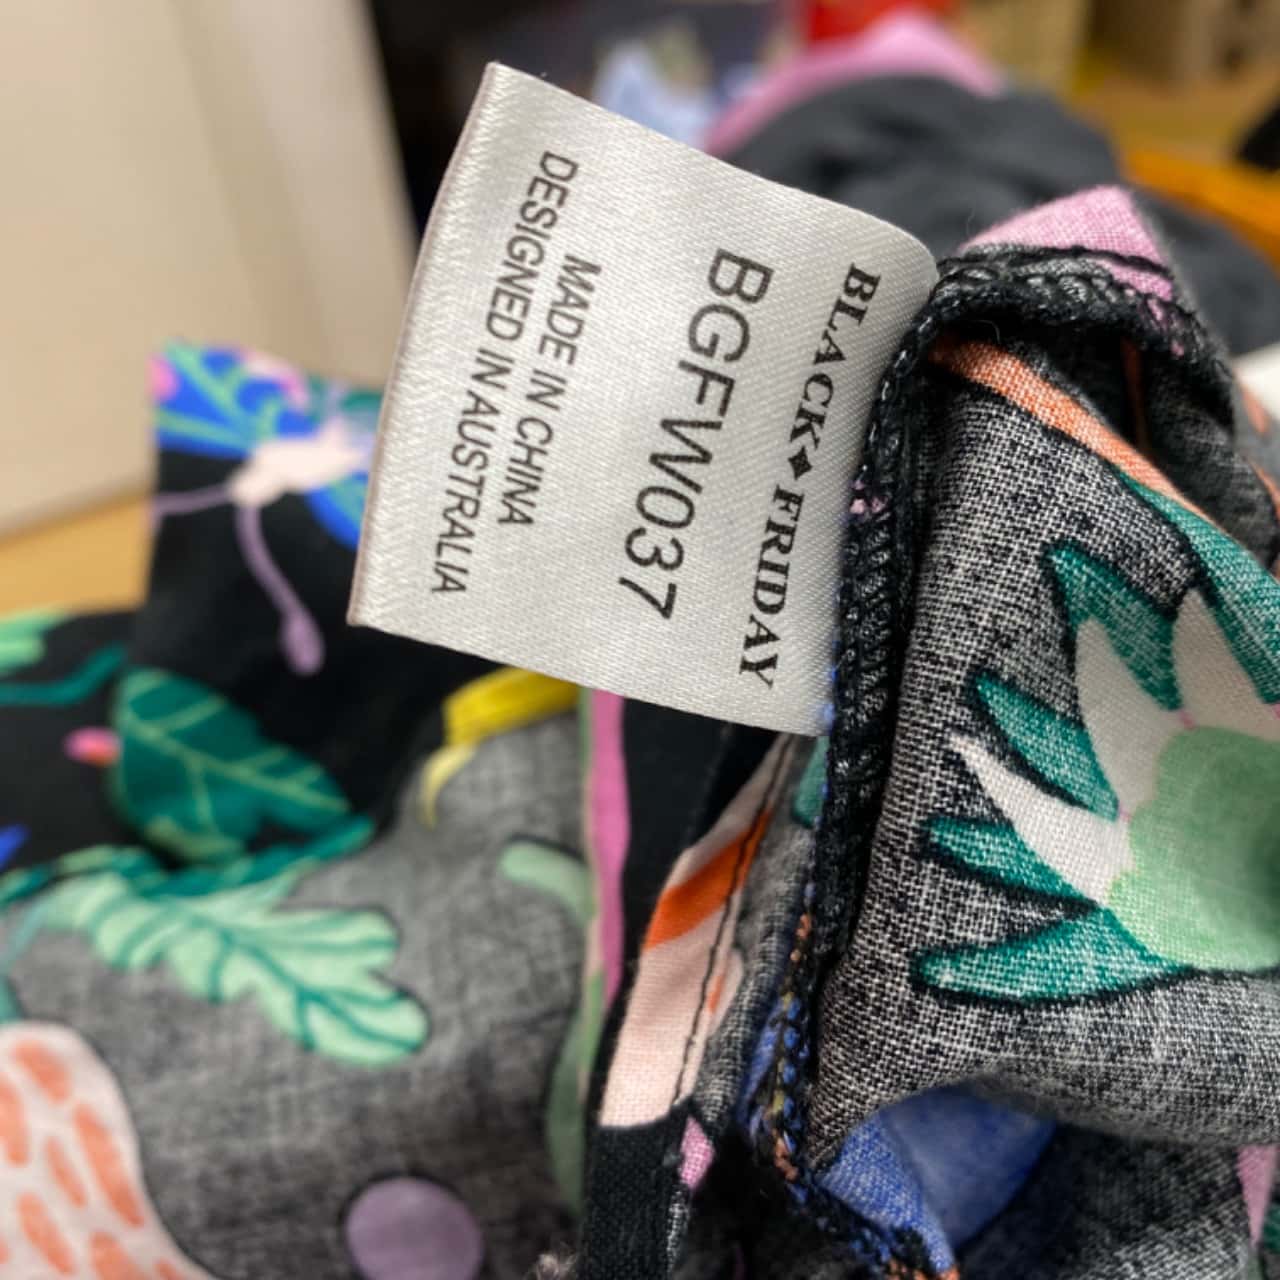 BLACK◆FRIDAY
BGFW037
MADE IN CHINA
DESIGNED IN AUSTRALIA